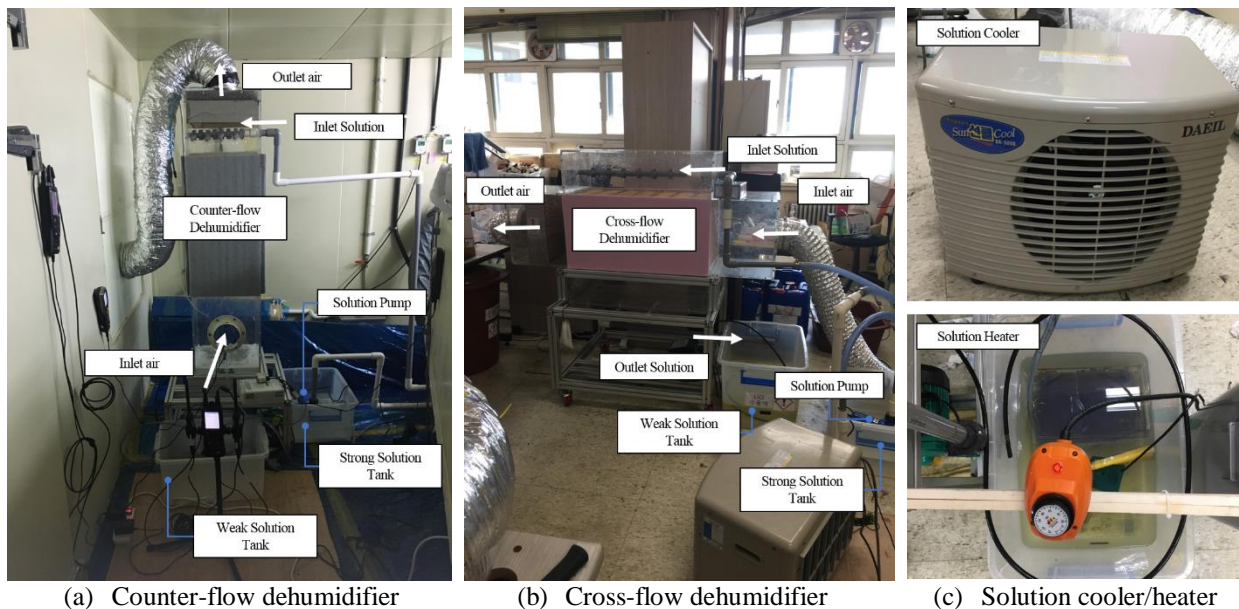 Outlet air
Inlet Solution
Counter-flow
Dehumidifier
Solution Pump
Inlet air
Strong Solution
Tank
Weak Solution
Tank
(a) Counter-flow dehumidifier
Inlet Solution
Outlet air
Inlet air
Cross-flow
Dehumidifier
Outlet Solution
Solution Pump
Weak Solution
Tank
Strong Solution
Tank
(b) Cross-flow dehumidifier
Solution Cooler
Sun Cool
DAEIL
Solution Heater
(c) Solution cooler/heater